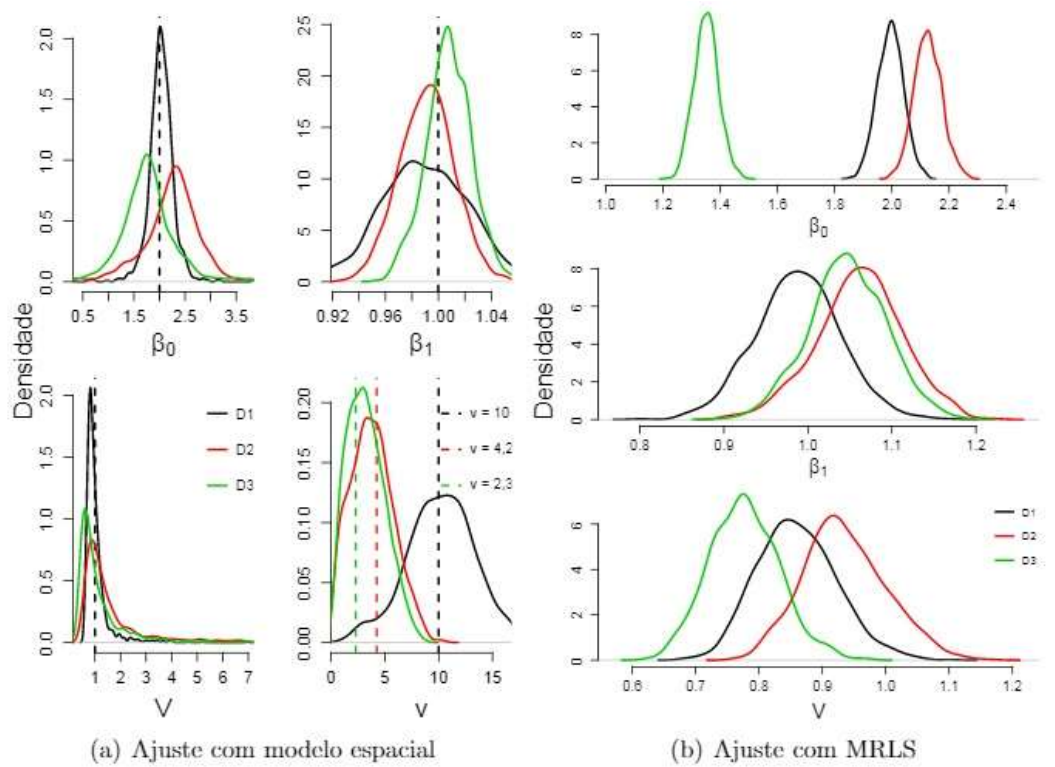 0.0 0.5 1.0 1.5 2.0
0.5 1.5 2.5 3.5
β0
0 5 10 15 20 25
0.92 0.96 1.00 1.04
β1
Densidade
0.0 0.5 1.0 1.5 2.0
D1
D2
D3
1 2 3 4 5 6 7
V
0.00 0.05 0.10 0.15 0.20
v = 10
v = 4,2
v = 2,3
0 5 10 15
v
(a) Ajuste com modelo espacial
0 2 4 6 8
1.0 1.2 1.4 1.6 1.8 2.0 2.2 2.4
β0
Densidade
0 2 4 6 8
0.8 0.9 1.0 1.1 1.2
β1
0 2 4 6
D1
D2
D3
0.6 0.7 0.8 0.9 1.0 1.1 1.2
V
(b) Ajuste com MRLS